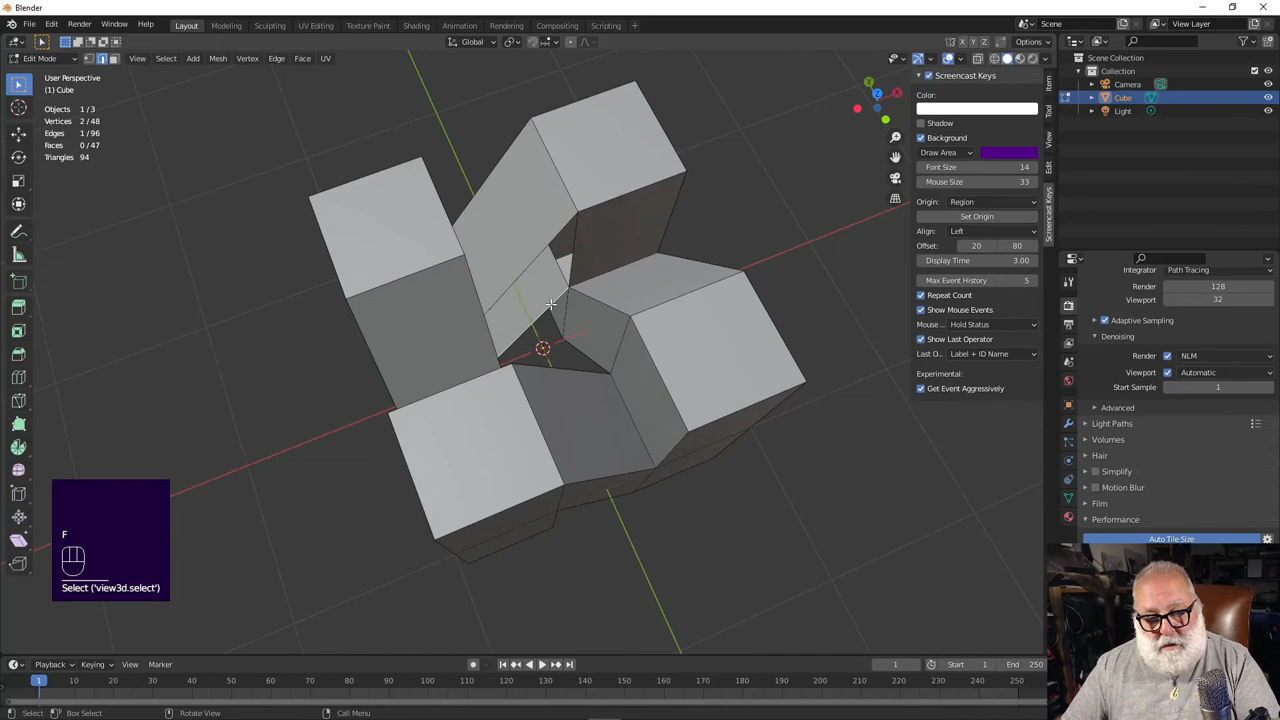 Blender
File Edit Render Window Help Layout Modeling Sculpting UV Editing Texture Paint Shading Animation Rendering Compositing Scripting + Scene View Layer
Global X Y Z Options
Edit Mode View Select Add Mesh Vertex Edge Face UV
User Perspective
(1) Cube
Objects 1 / 3
Vertices 2 / 48
Edges 1 / 96
Faces 0 / 47
Triangles 94
Y
X
Z
Screencast Keys
Color:
Shadow
Background
Draw Area
Font Size 14
Mouse Size 33
Origin: Region
Set Origin
Align: Left
Offset: 20 80
Display Time 3.00
Max Event History 5
Repeat Count
Show Mouse Events
Mouse ... Hold Status
Show Last Operator
Last O... Label + ID Name
Experimental:
Get Event Aggressively
Item
Tool
View
Edit
Screencast Keys
Scene Collection
Collection
Camera
Cube
Light
Integrator Path Tracing
Render 128
Viewport 32
Adaptive Sampling
Denoising
Render NLM
Viewport Automatic
Start Sample 1
Advanced
Light Paths
Volumes
Hair
Simplify
Motion Blur
Film
Performance
Auto Tile Size
F
Select ('view3d.select')
Playback Keying View Marker 1 Start 1 End 250
1 10 20 30 40 50 60 70 80 90 100 110 120 130 140 150 160 170 180 190 200 210 220 230 240 250
Select Box Select Rotate View Call Menu